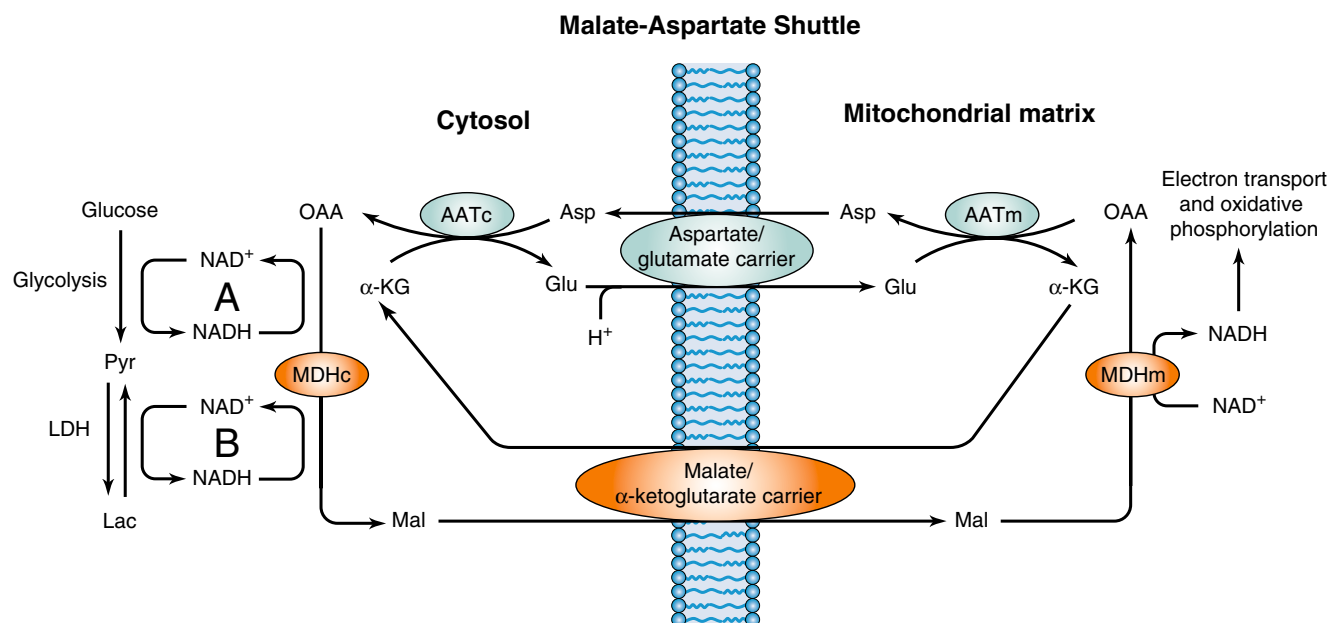 Malate-Aspartate Shuttle
Cytosol
Mitochondrial matrix
Electron transport
and oxidative
phosphorylation
Glucose
OAA
AATc
Asp
Asp
AATm
OAA
Aspartate/
glutamate carrier
NAD⁺
Glycolysis
A
α-KG
Glu
Glu
α-KG
NADH
H⁺
NADH
Pyr
MDHc
MDHm
NAD⁺
NAD⁺
LDH
B
NADH
Malate/
α-ketoglutarate carrier
Lac
Mal
Mal